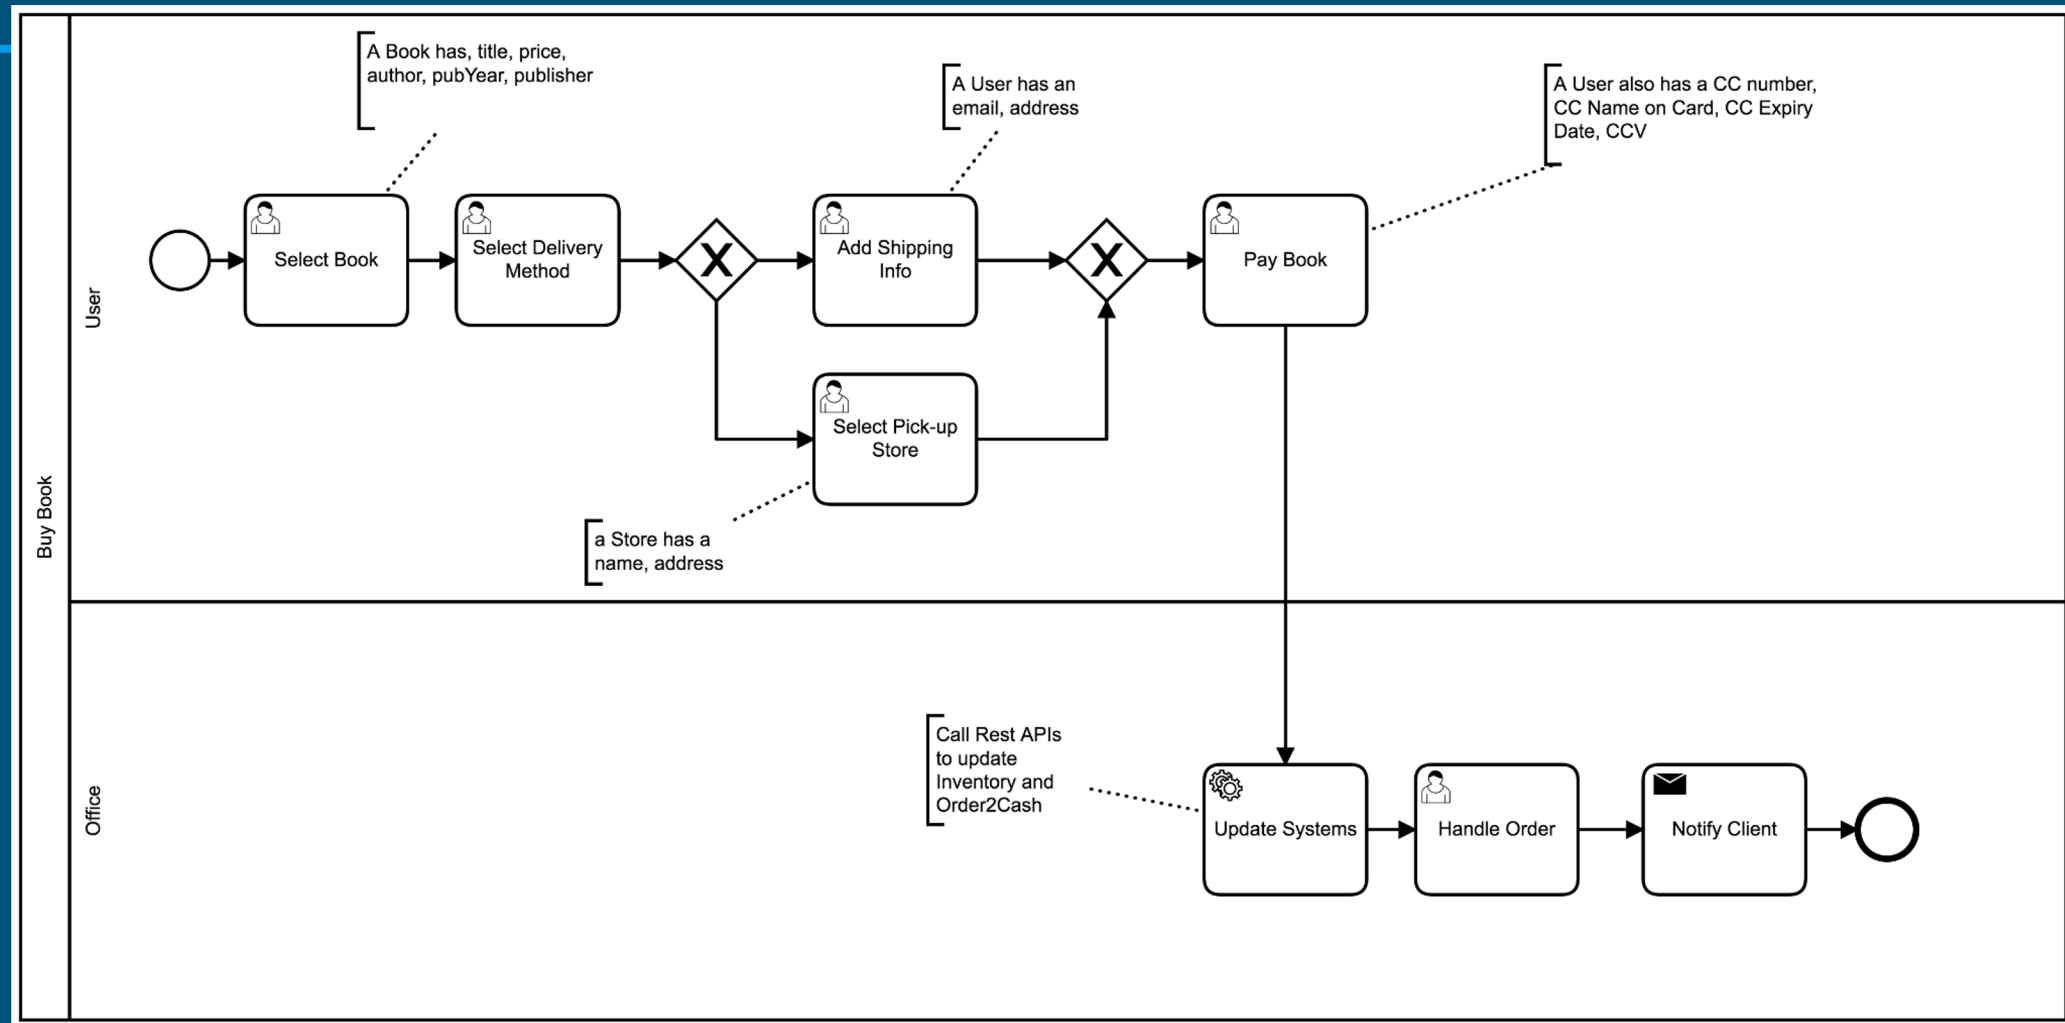 A Book has, title, price,
author, pubYear, publisher
A User has an
email, address
A User also has a CC number,
CC Name on Card, CC Expiry
Date, CCV
User
Select Book
Select Delivery
Method
X
Add Shipping
Info
X
Pay Book
Select Pick-up
Store
a Store has a
name, address
Buy Book
Office
Call Rest APIs
to update
Inventory and
Order2Cash
Update Systems
Handle Order
Notify Client